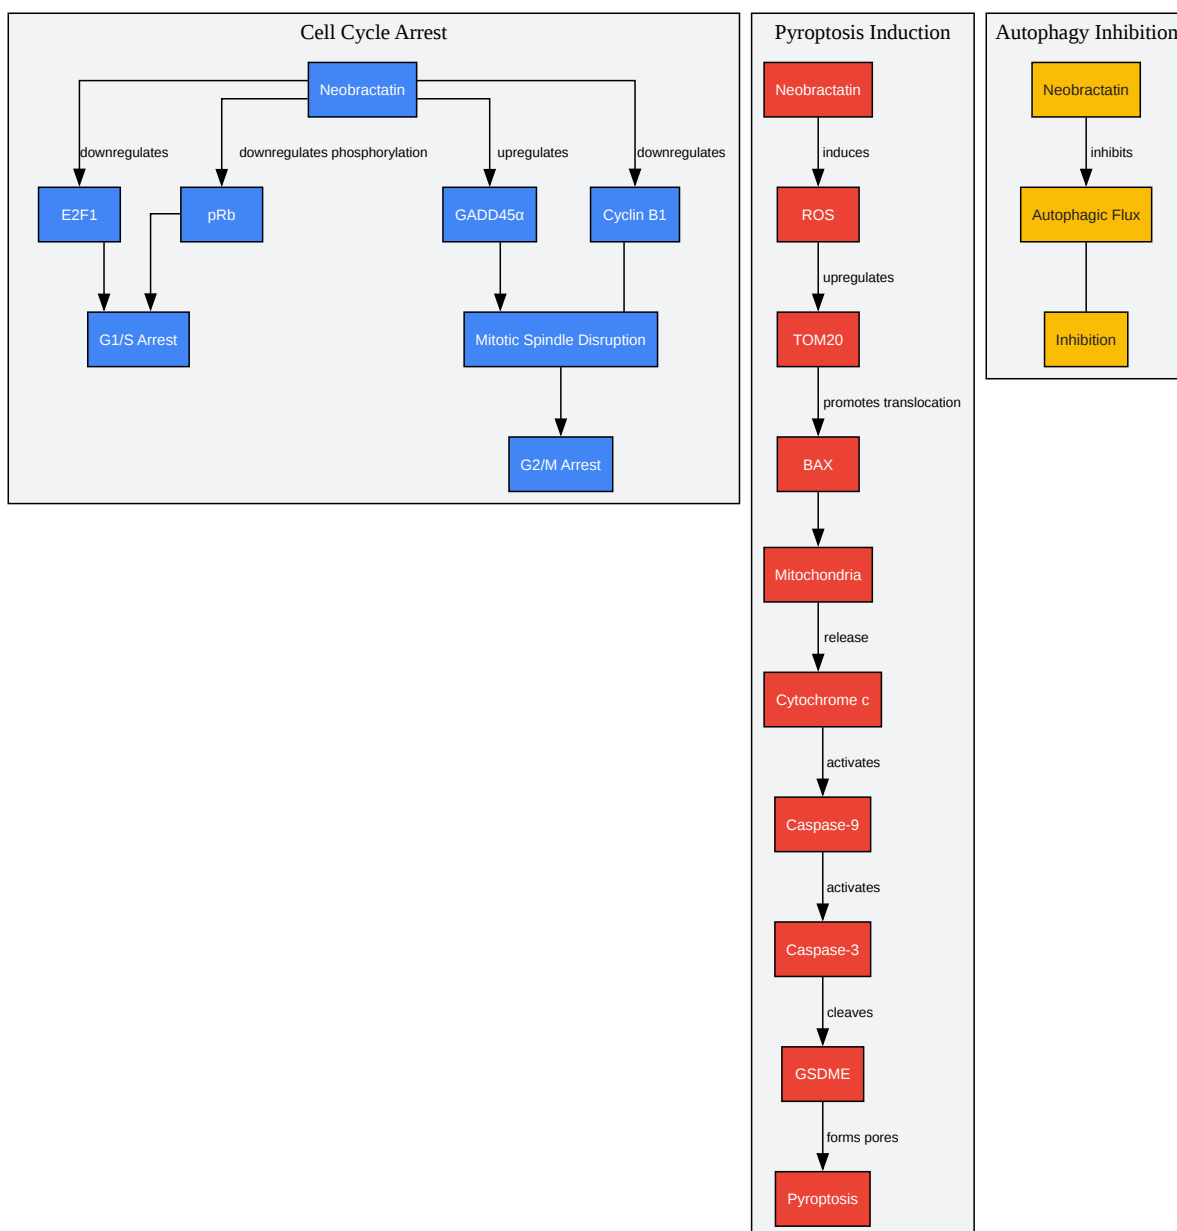 Cell Cycle Arrest
Neobractatin
downregulates
downregulates phosphorylation
upregulates
downregulates
E2F1
pRb
GADD45α
Cyclin B1
G1/S Arrest
Mitotic Spindle Disruption
G2/M Arrest
Pyroptosis Induction
Neobractatin
induces
ROS
upregulates
TOM20
promotes translocation
BAX
Mitochondria
release
Cytochrome c
activates
Caspase-9
activates
Caspase-3
cleaves
GSDME
forms pores
Pyroptosis
Autophagy Inhibition
Neobractatin
inhibits
Autophagic Flux
Inhibition